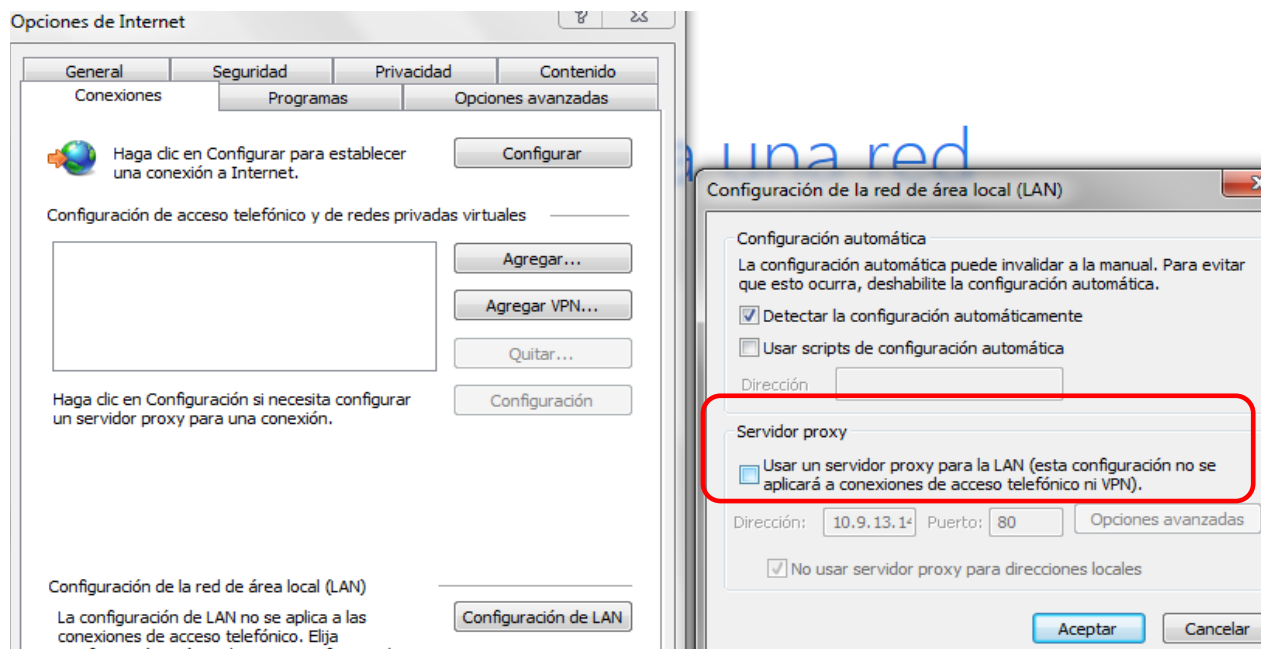 Opciones de Internet
General Seguridad Privacidad Contenido
Conexiones Programas Opciones avanzadas
Haga clic en Configurar para establecer
una conexión a Internet.
Configurar
Configuración de acceso telefónico y de redes privadas virtuales
Agregar...
Agregar VPN...
Quitar...
Haga clic en Configuración si necesita configurar
un servidor proxy para una conexión.
Configuración
Configuración de la red de área local (LAN)
La configuración de LAN no se aplica a las
conexiones de acceso telefónico. Elija
Configuración de LAN
a una red
Configuración de la red de área local (LAN)
Configuración automática
La configuración automática puede invalidar a la manual. Para evitar
que esto ocurra, deshabilite la configuración automática.
Detectar la configuración automáticamente
Usar scripts de configuración automática
Dirección
Servidor proxy
Usar un servidor proxy para la LAN (esta configuración no se
aplicará a conexiones de acceso telefónico ni VPN).
Dirección: 10.9.13.14 Puerto: 80 Opciones avanzadas
No usar servidor proxy para direcciones locales
Aceptar Cancelar